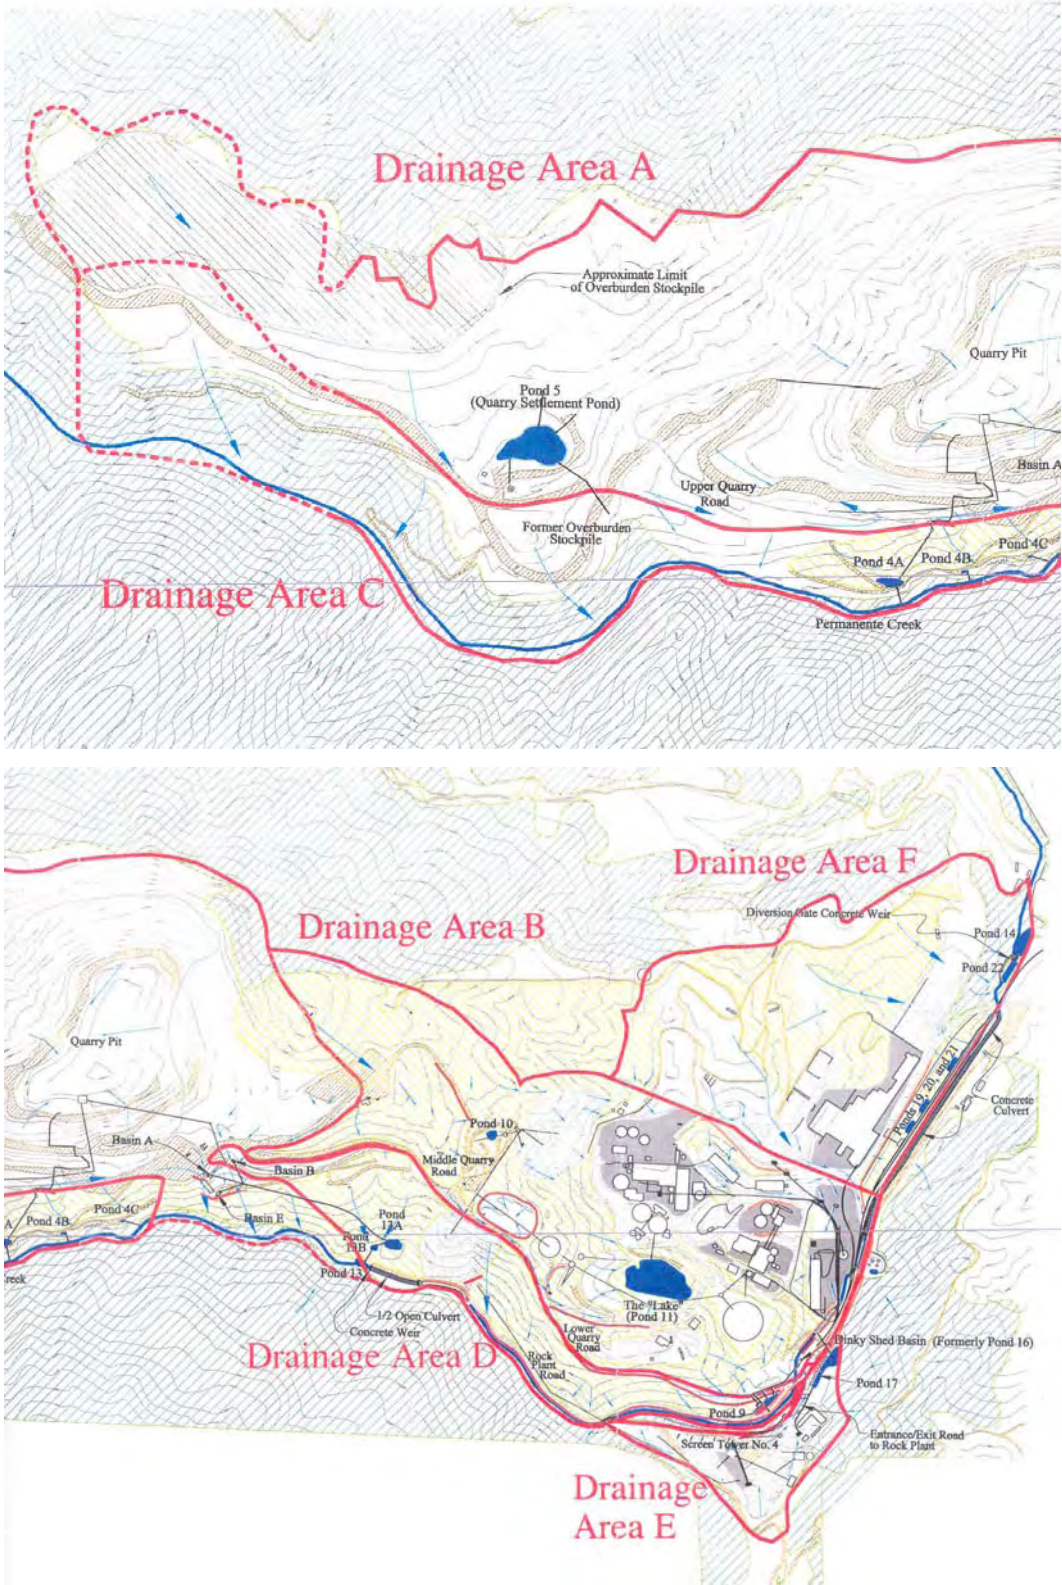 Drainage Area A
Approximate Limit
of Overburden Stockpile
Quarry Pit
Pond 5
(Quarry Settlement Pond)
Basin A
Upper Quarry
Road
Former Overburden
Stockpile
Pond 4C
Pond 4B
Pond 4A
Drainage Area C
Permanente Creek
Drainage Area F
Diversion Gate Concrete Weir
Drainage Area B
Pond 14
Pond 22
Quarry Pit
Ponds 19, 20, and 21
Concrete
Culvert
Pond 10
Basin A
Middle Quarry
Road
Basin B
Pond 4C
Pond 4B
Basin E
Pond
13A
Pond
13B
Pond 13
reek
The "Lake"
(Pond 11)
1/2 Open Culvert
Concrete Weir
Lower
Quarry
Road
Dinky Shed Basin (Formerly Pond 16)
Drainage Area D
Rock
Plant
Road
Pond 17
Pond 9
Entrance/Exit Road
to Rock Plant
Screen Tower No. 4
Drainage
Area E